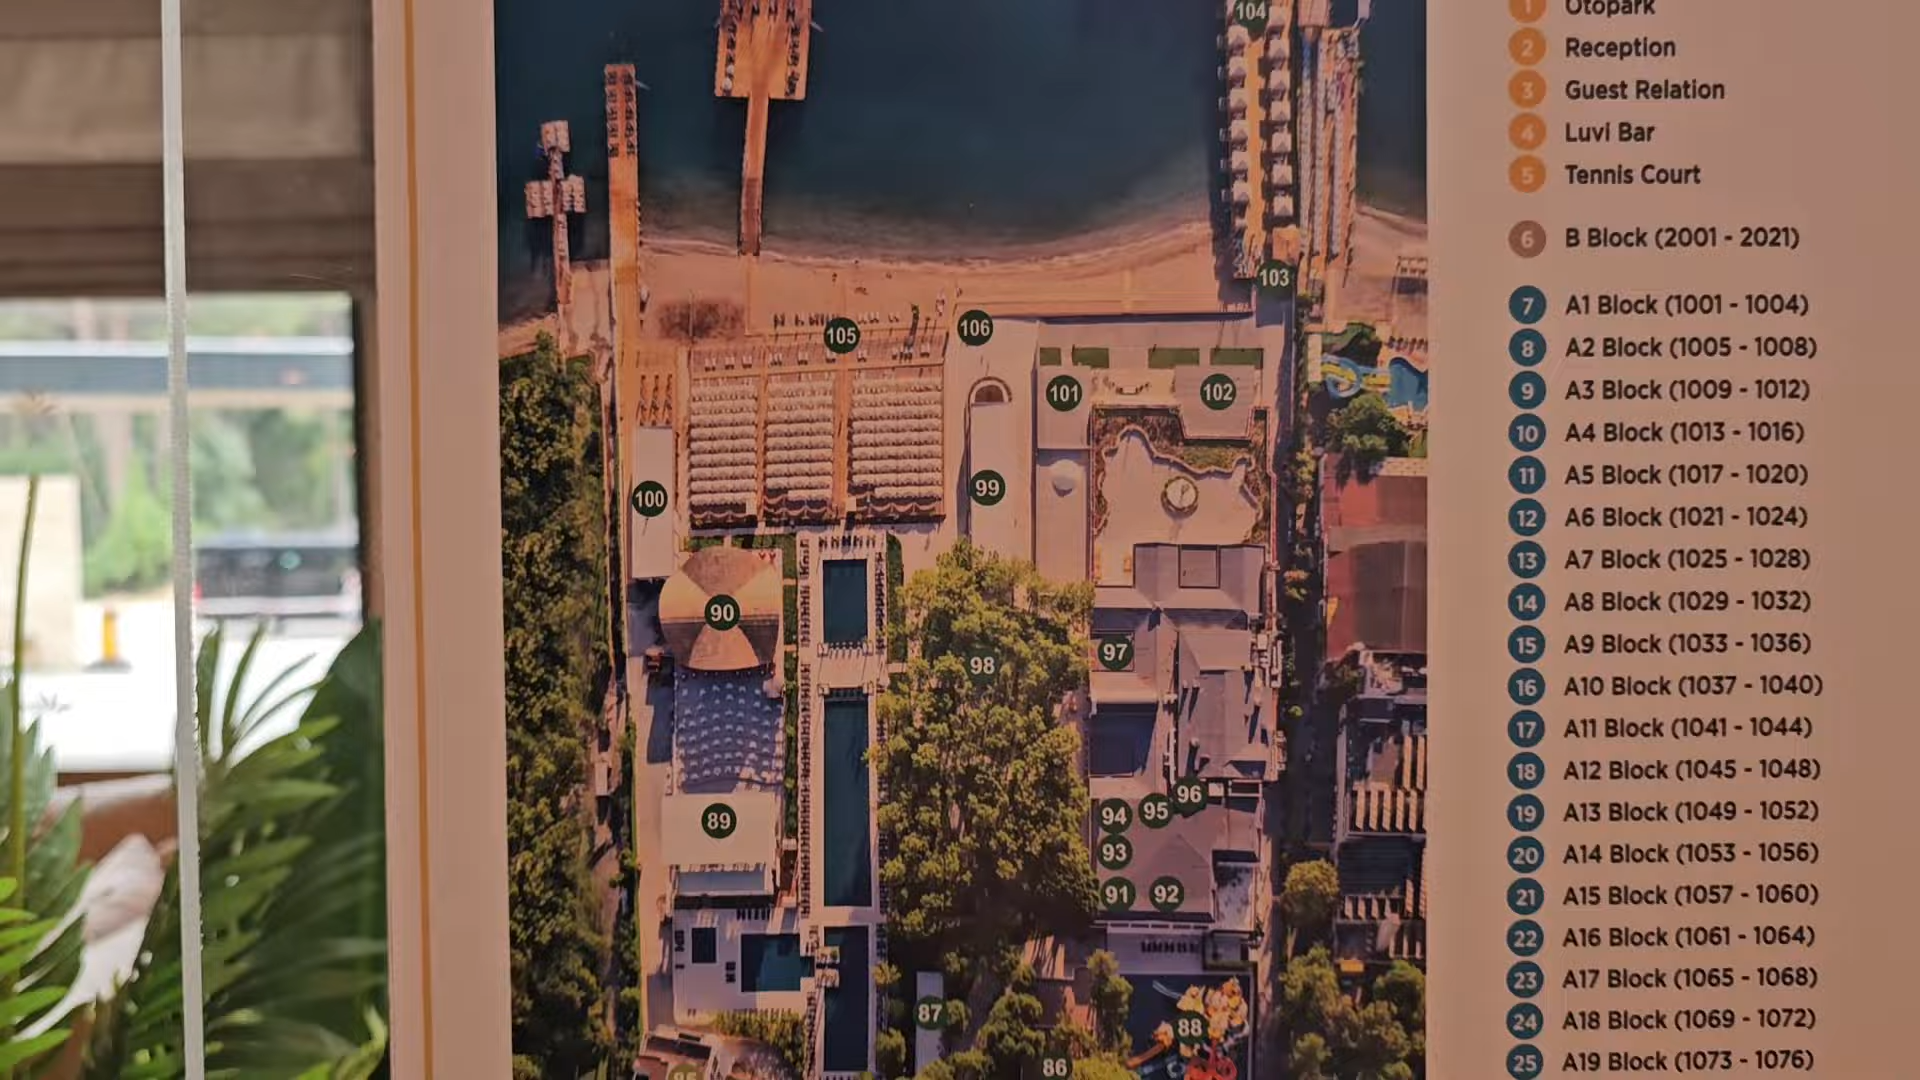 104
103
105
106
101
102
100
99
90
98
97
96
95
94
89
93
91
92
87
88
86
1 Otopark
2 Reception
3 Guest Relation
4 Luvi Bar
5 Tennis Court
6 B Block (2001 - 2021)
7 A1 Block (1001 - 1004)
8 A2 Block (1005 - 1008)
9 A3 Block (1009 - 1012)
10 A4 Block (1013 - 1016)
11 A5 Block (1017 - 1020)
12 A6 Block (1021 - 1024)
13 A7 Block (1025 - 1028)
14 A8 Block (1029 - 1032)
15 A9 Block (1033 - 1036)
16 A10 Block (1037 - 1040)
17 A11 Block (1041 - 1044)
18 A12 Block (1045 - 1048)
19 A13 Block (1049 - 1052)
20 A14 Block (1053 - 1056)
21 A15 Block (1057 - 1060)
22 A16 Block (1061 - 1064)
23 A17 Block (1065 - 1068)
24 A18 Block (1069 - 1072)
25 A19 Block (1073 - 1076)